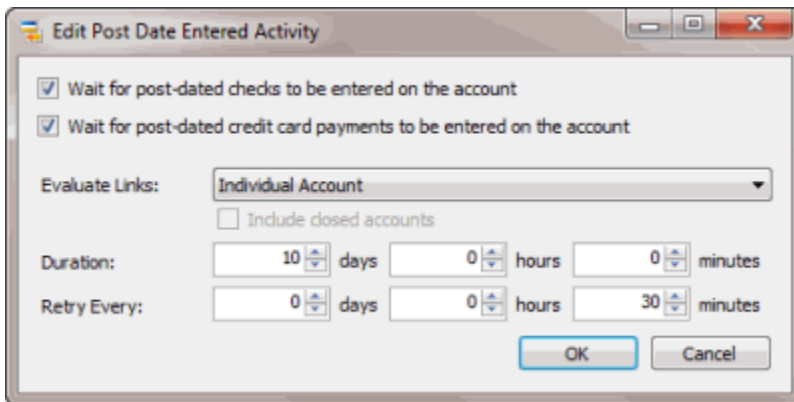 Edit Post Date Entered Activity
Wait for post-dated checks to be entered on the account
Wait for post-dated credit card payments to be entered on the account
Evaluate Links: Individual Account
Include closed accounts
Duration: 10 days 0 hours 0 minutes
Retry Every: 0 days 0 hours 30 minutes
OK Cancel